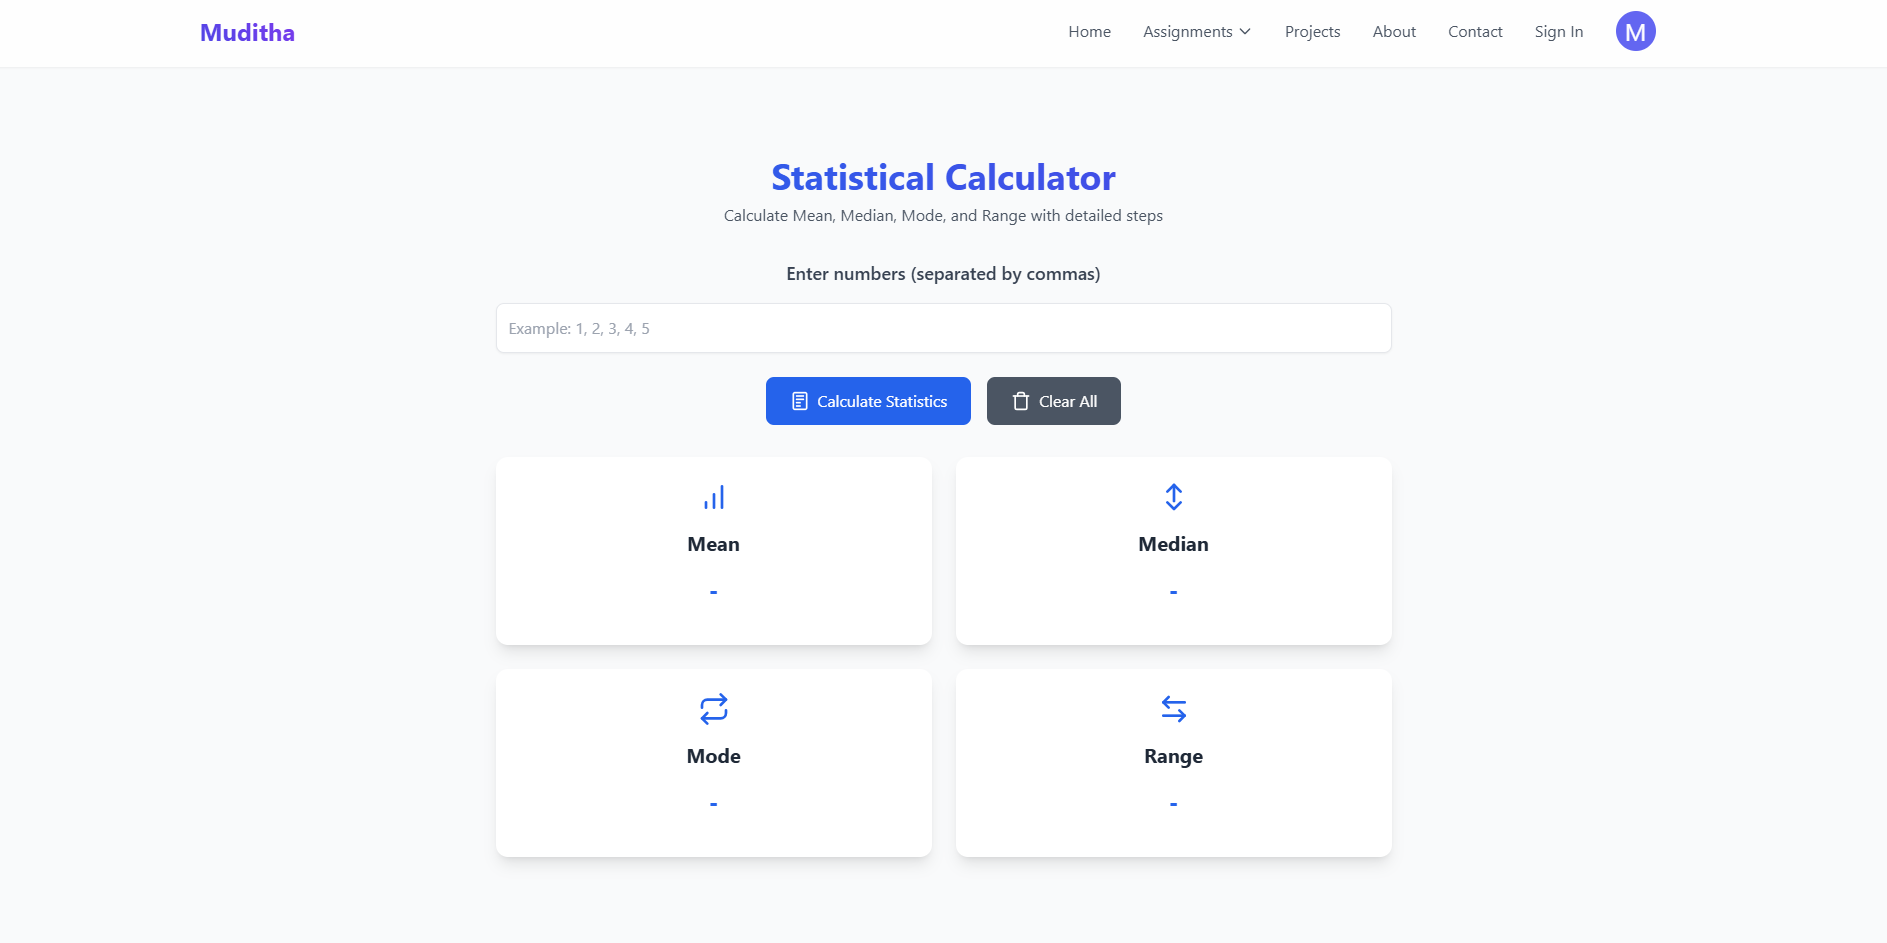 Muditha
Home Assignments Projects About Contact Sign In M
Statistical Calculator
Calculate Mean, Median, Mode, and Range with detailed steps
Enter numbers (separated by commas)
Example: 1, 2, 3, 4, 5
Calculate Statistics Clear All
Mean
-
Median
-
Mode
-
Range
-